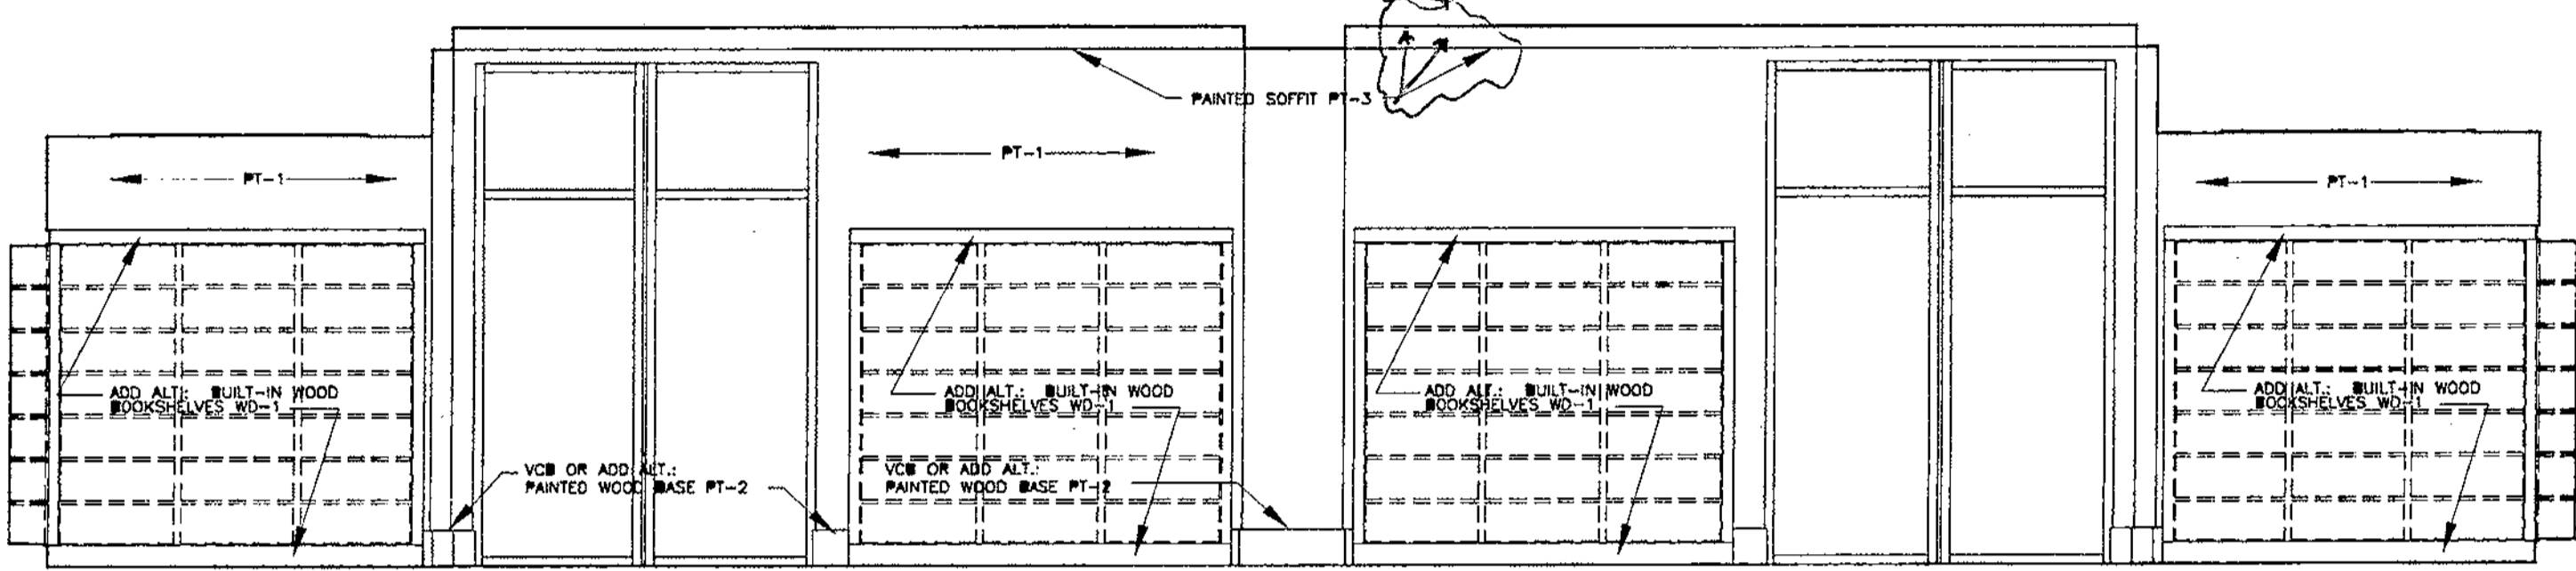 PAINTED SOFFIT PT-3
PT-1
PT-1
PT-1
ADD ALT.: BUILT-IN WOOD
BOOKSHELVES WD-1
ADD ALT.: BUILT-IN WOOD
BOOKSHELVES WD-1
ADD ALT.: BUILT-IN WOOD
BOOKSHELVES WD-1
ADD ALT.: BUILT-IN WOOD
BOOKSHELVES WD-1
VCB OR ADD ALT.:
PAINTED WOOD BASE PT-2
VCB OR ADD ALT.:
PAINTED WOOD BASE PT-2